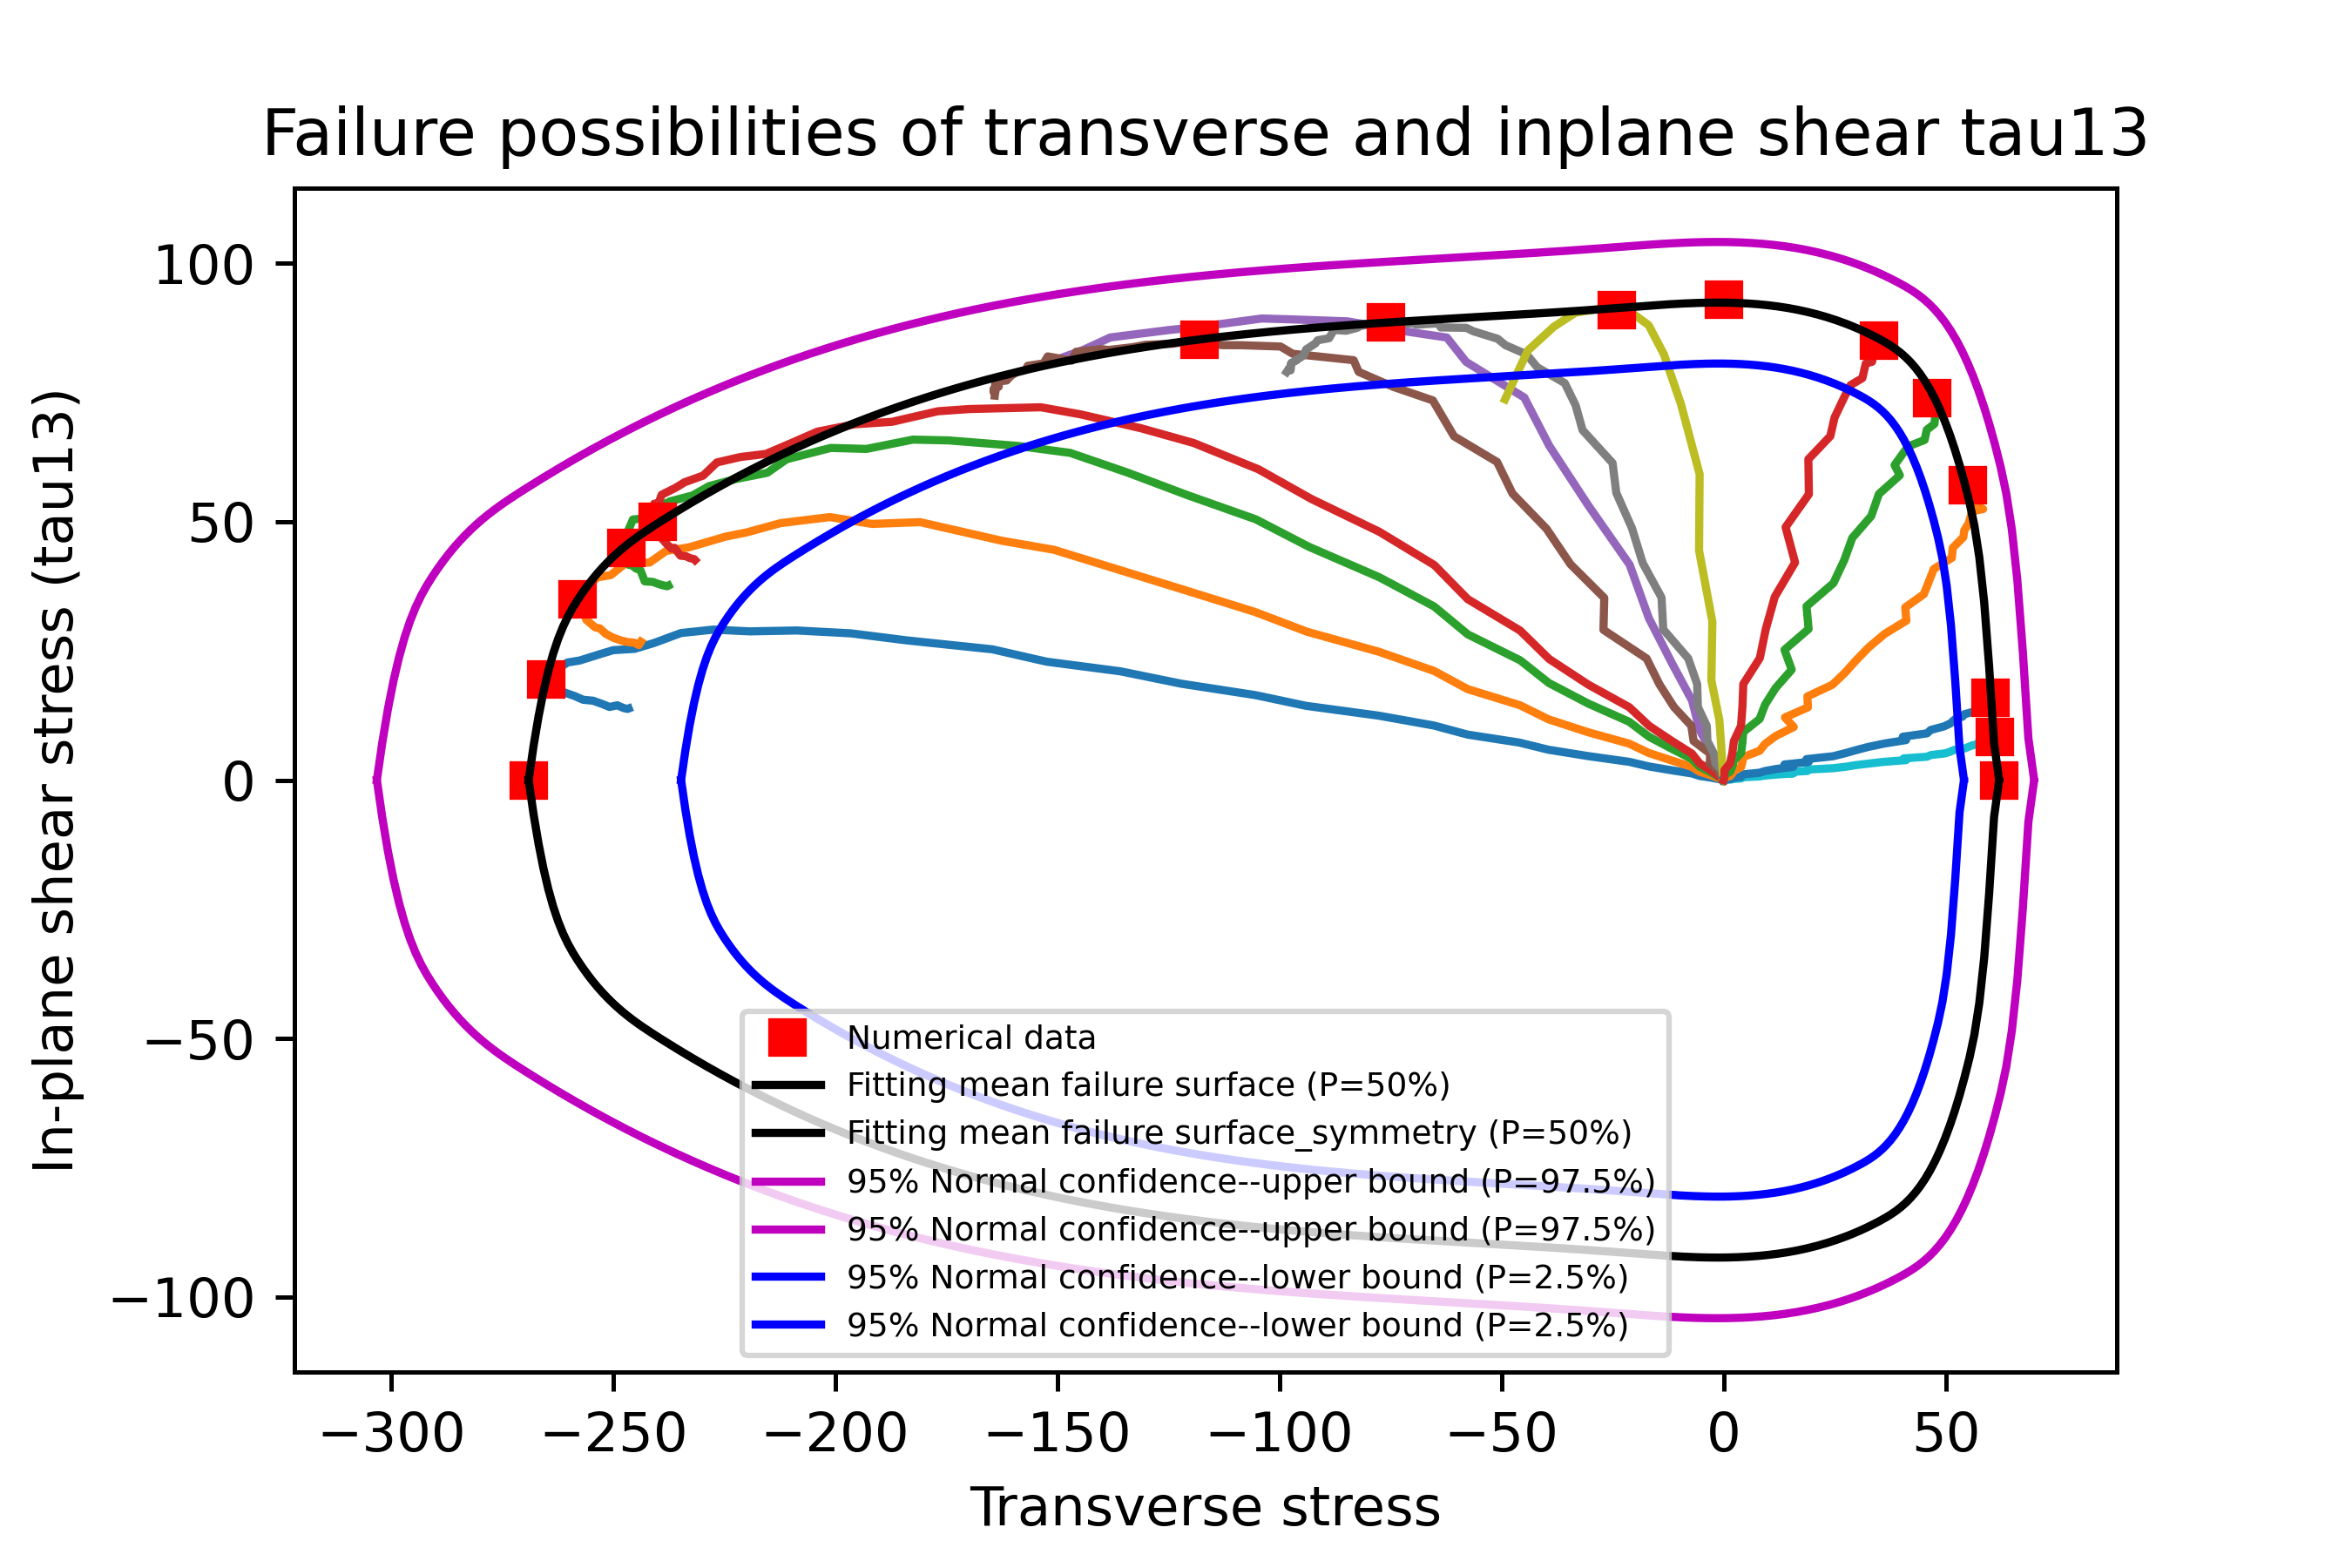 Failure possibilities of transverse and inplane shear tau13
In-plane shear stress (tau13)
100
50
0
−50
−100
Numerical data
Fitting mean failure surface (P=50%)
Fitting mean failure surface_symmetry (P=50%)
95% Normal confidence--upper bound (P=97.5%)
95% Normal confidence--upper bound (P=97.5%)
95% Normal confidence--lower bound (P=2.5%)
95% Normal confidence--lower bound (P=2.5%)
−300 −250 −200 −150 −100 −50 0 50
Transverse stress